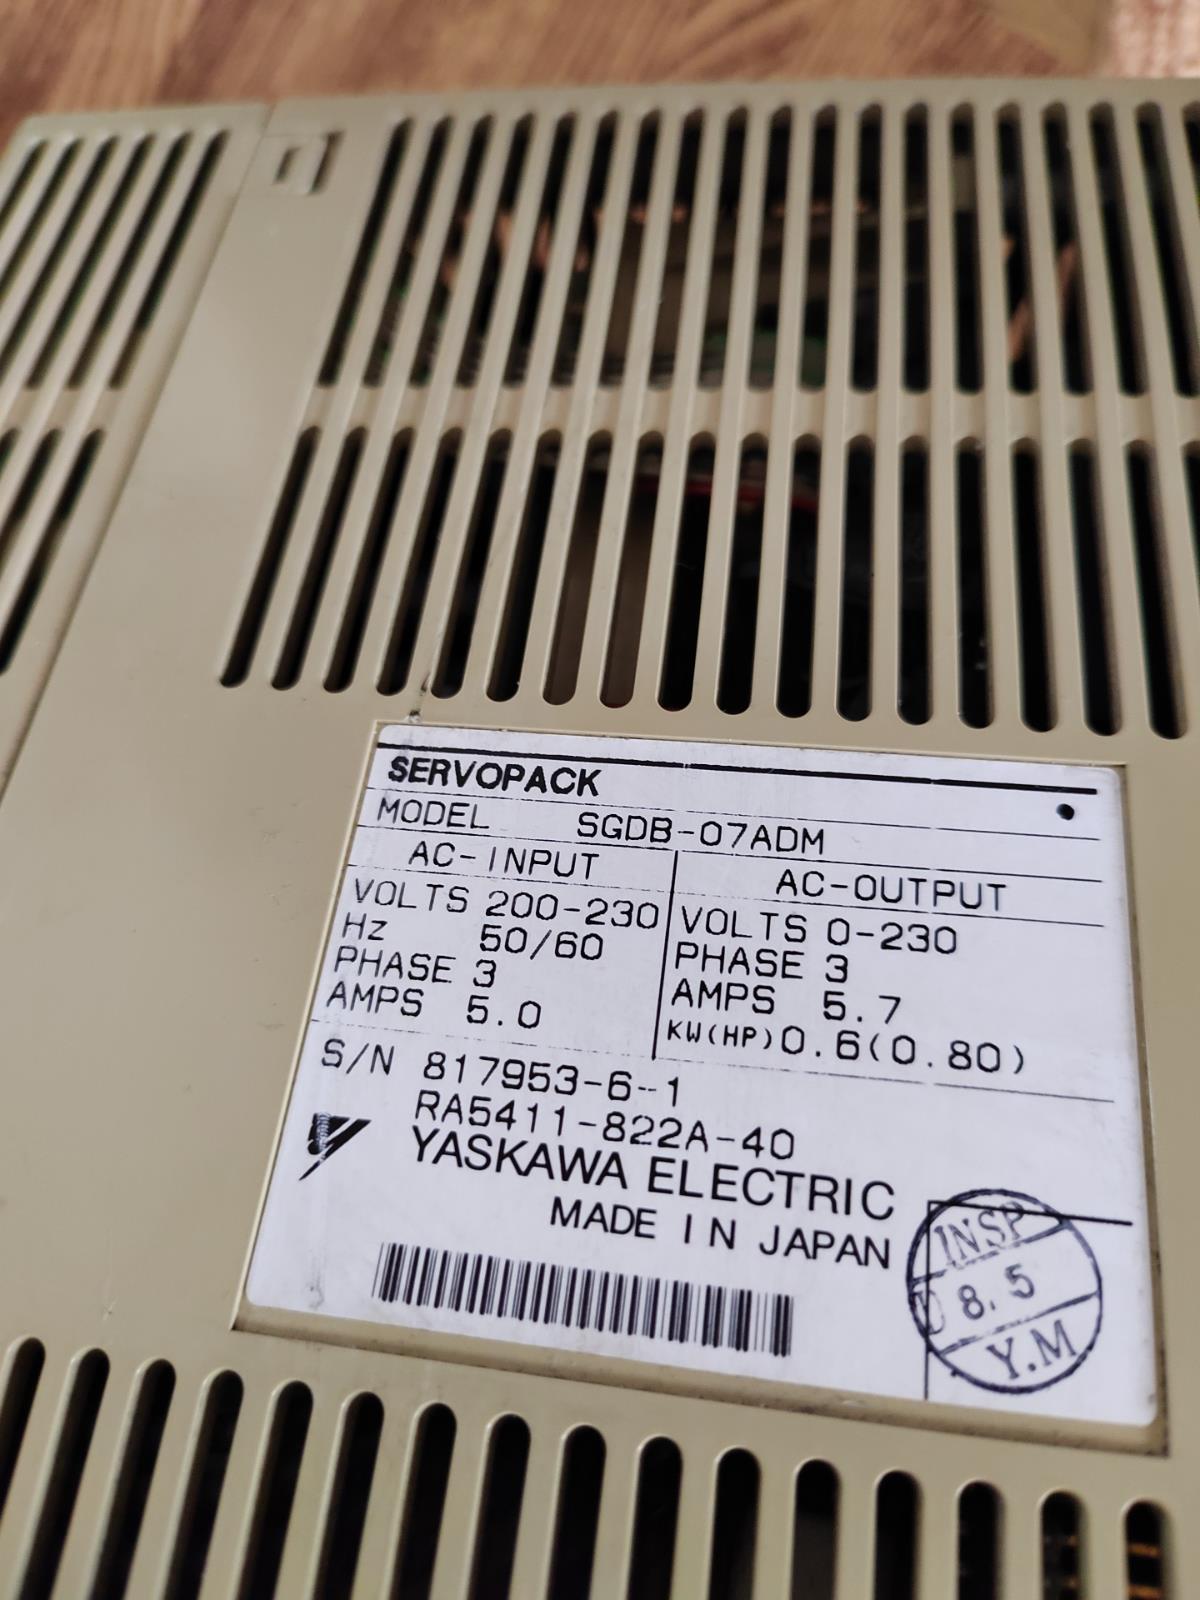 SERVOPACK
MODEL SGDB-07ADM
AC-INPUT
VOLTS 200-230
Hz 50/60
PHASE 3
AMPS 5.0
AC-OUTPUT
VOLTS 0-230
PHASE 3
AMPS 5.7
KW(HP) 0.6(0.80)
S/N 817953-6-1
RA5411-822A-40
YASKAWA ELECTRIC
MADE IN JAPAN
INSP
8.5
Y.M